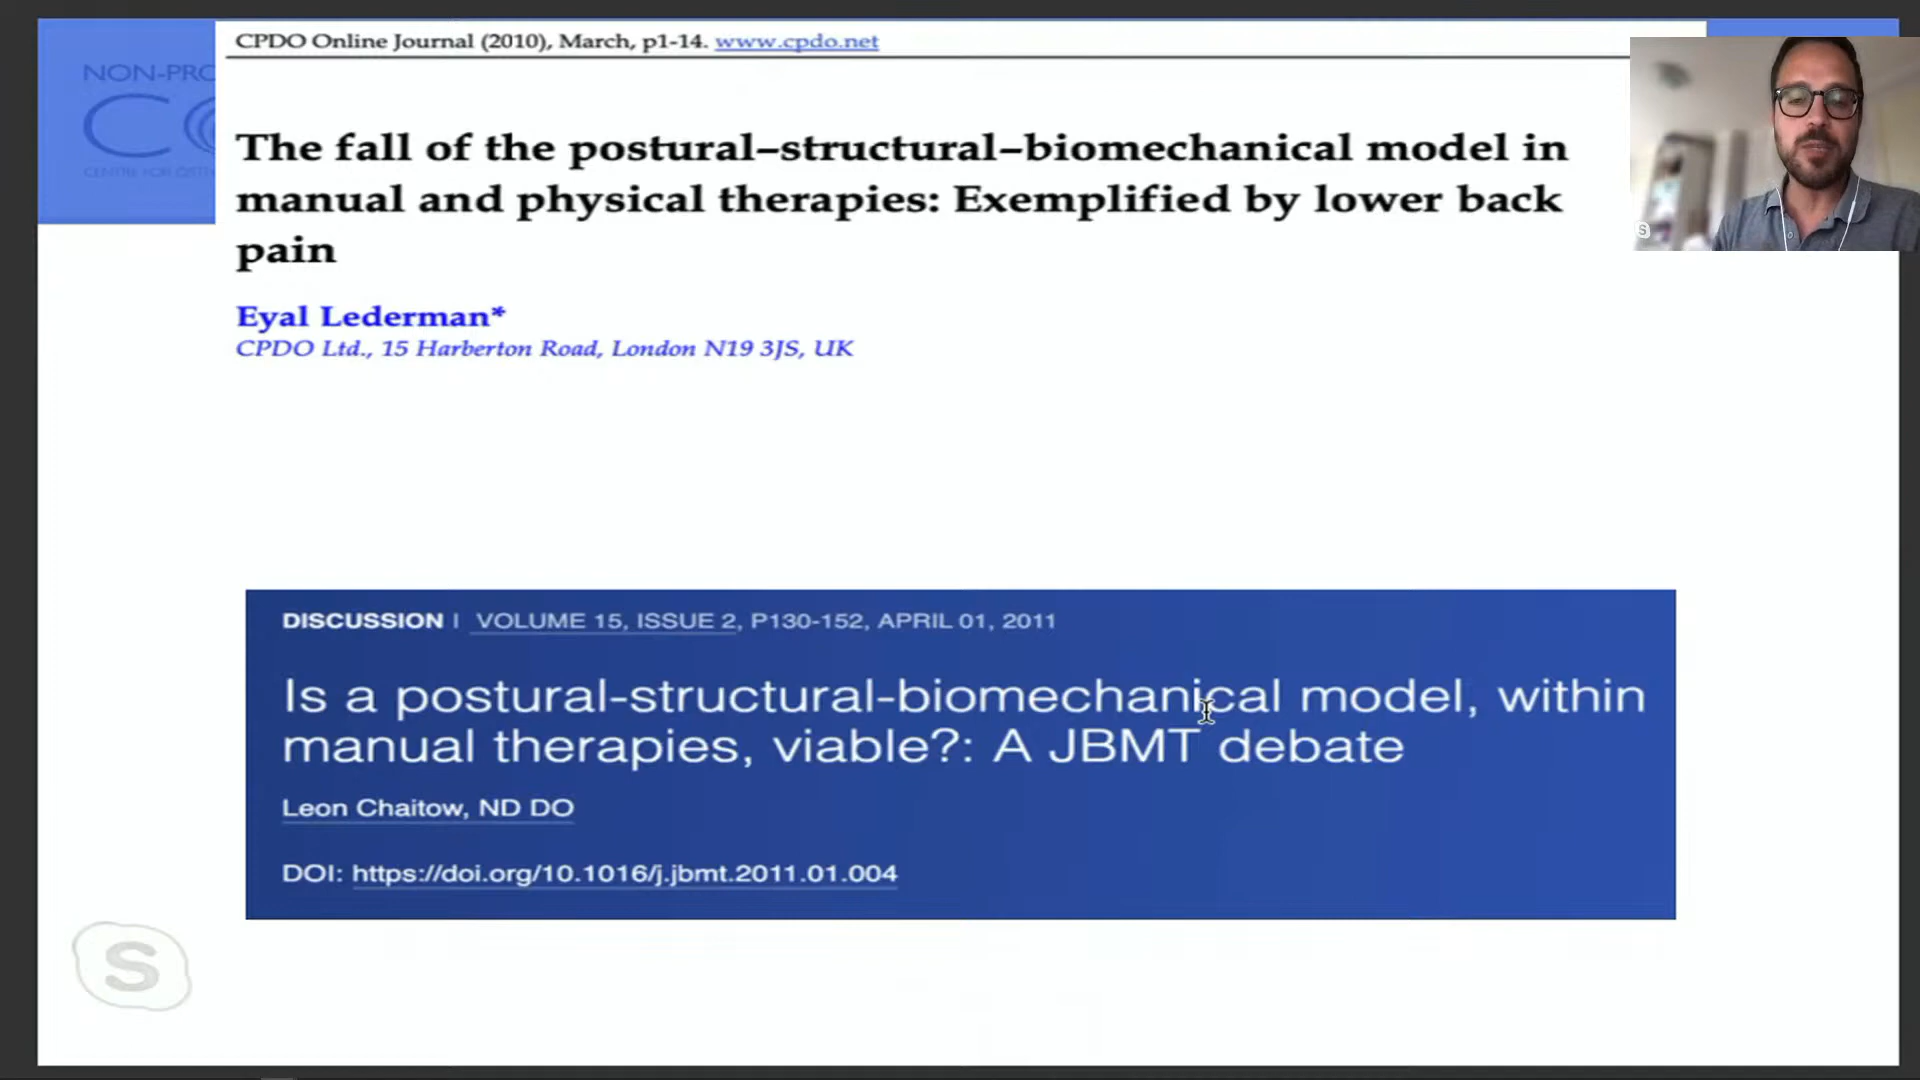 CPDO Online Journal (2010), March, p1-14. www.cpdo.net
NON-PRO
The fall of the postural–structural–biomechanical model in
manual and physical therapies: Exemplified by lower back
pain
Eyal Lederman*
CPDO Ltd., 15 Harberton Road, London N19 3JS, UK
DISCUSSION | VOLUME 15, ISSUE 2, P130-152, APRIL 01, 2011
Is a postural-structural-biomechanical model, within
manual therapies, viable?: A JBMT debate
Leon Chaitow, ND DO
DOI: https://doi.org/10.1016/j.jbmt.2011.01.004
S
S